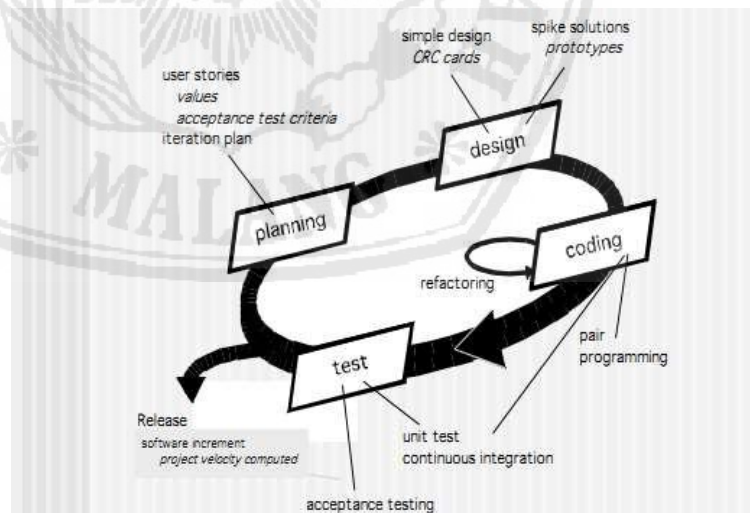 simple design
CRC cards
spike solutions
prototypes
user stories
values
acceptance test criteria
iteration plan
MALANG
design
planning
coding
refactoring
test
pair
programming
Release
software increment
project velocity computed
unit test
continuous integration
acceptance testing